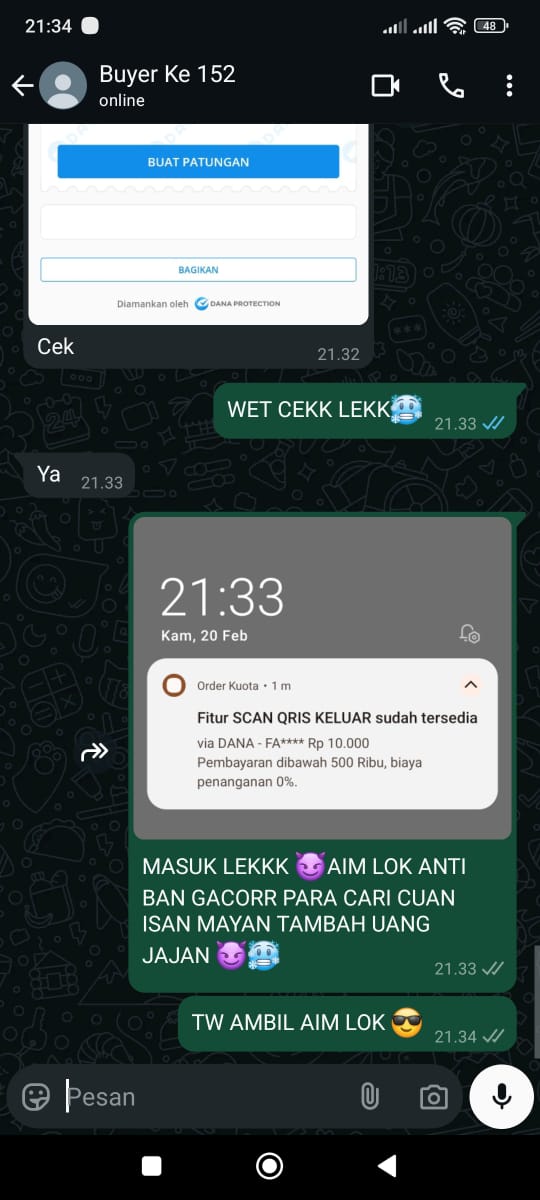 21:34
48
Buyer Ke 152
online
BUAT PATUNGAN
BAGIKAN
Diamankan oleh DANA PROTECTION
Cek
21.32
WET CEKK LEKK🥶
21.33
Ya
21.33
21:33
Kam, 20 Feb
Order Kuota • 1 m
Fitur SCAN QRIS KELUAR sudah tersedia
via DANA - FA**** Rp 10.000
Pembayaran dibawah 500 Ribu, biaya
penanganan 0%.
MASUK LEKKK 😈AIM LOK ANTI
BAN GACORR PARA CARI CUAN
ISAN MAYAN TAMBAH UANG
JAJAN 😈🥶
21.33
TW AMBIL AIM LOK 😎
21.34
Pesan